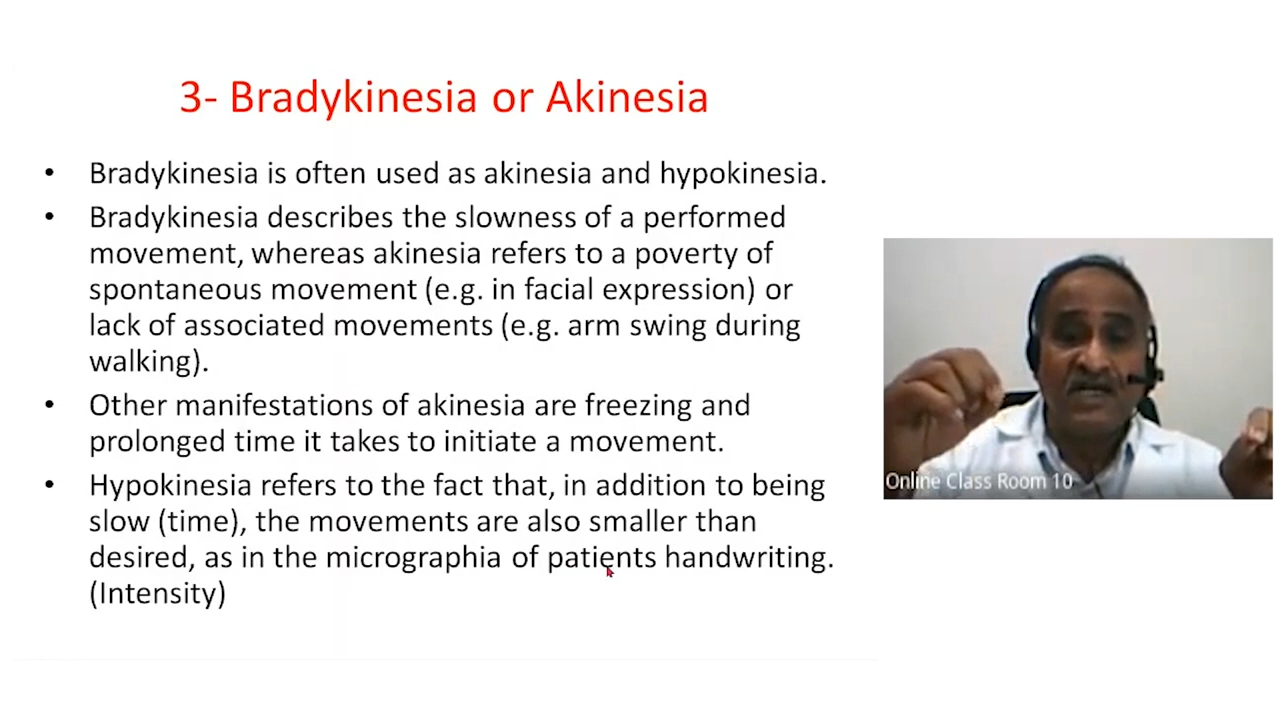 3- Bradykinesia or Akinesia
• Bradykinesia is often used as akinesia and hypokinesia.
• Bradykinesia describes the slowness of a performed
movement, whereas akinesia refers to a poverty of
spontaneous movement (e.g. in facial expression) or
lack of associated movements (e.g. arm swing during
walking).
• Other manifestations of akinesia are freezing and
prolonged time it takes to initiate a movement.
• Hypokinesia refers to the fact that, in addition to being
slow (time), the movements are also smaller than
desired, as in the micrographia of patients handwriting.
(Intensity)
Online Class Room 10